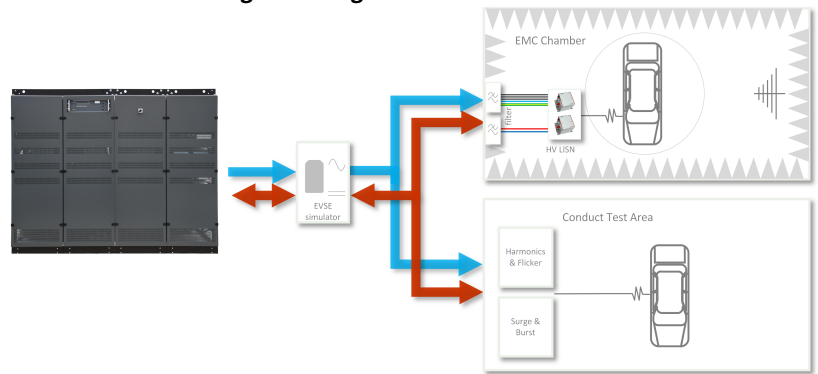 EMC Chamber
filter
HV LISN
EVSE
simulator
Conduct Test Area
Harmonics
& Flicker
Surge &
Burst